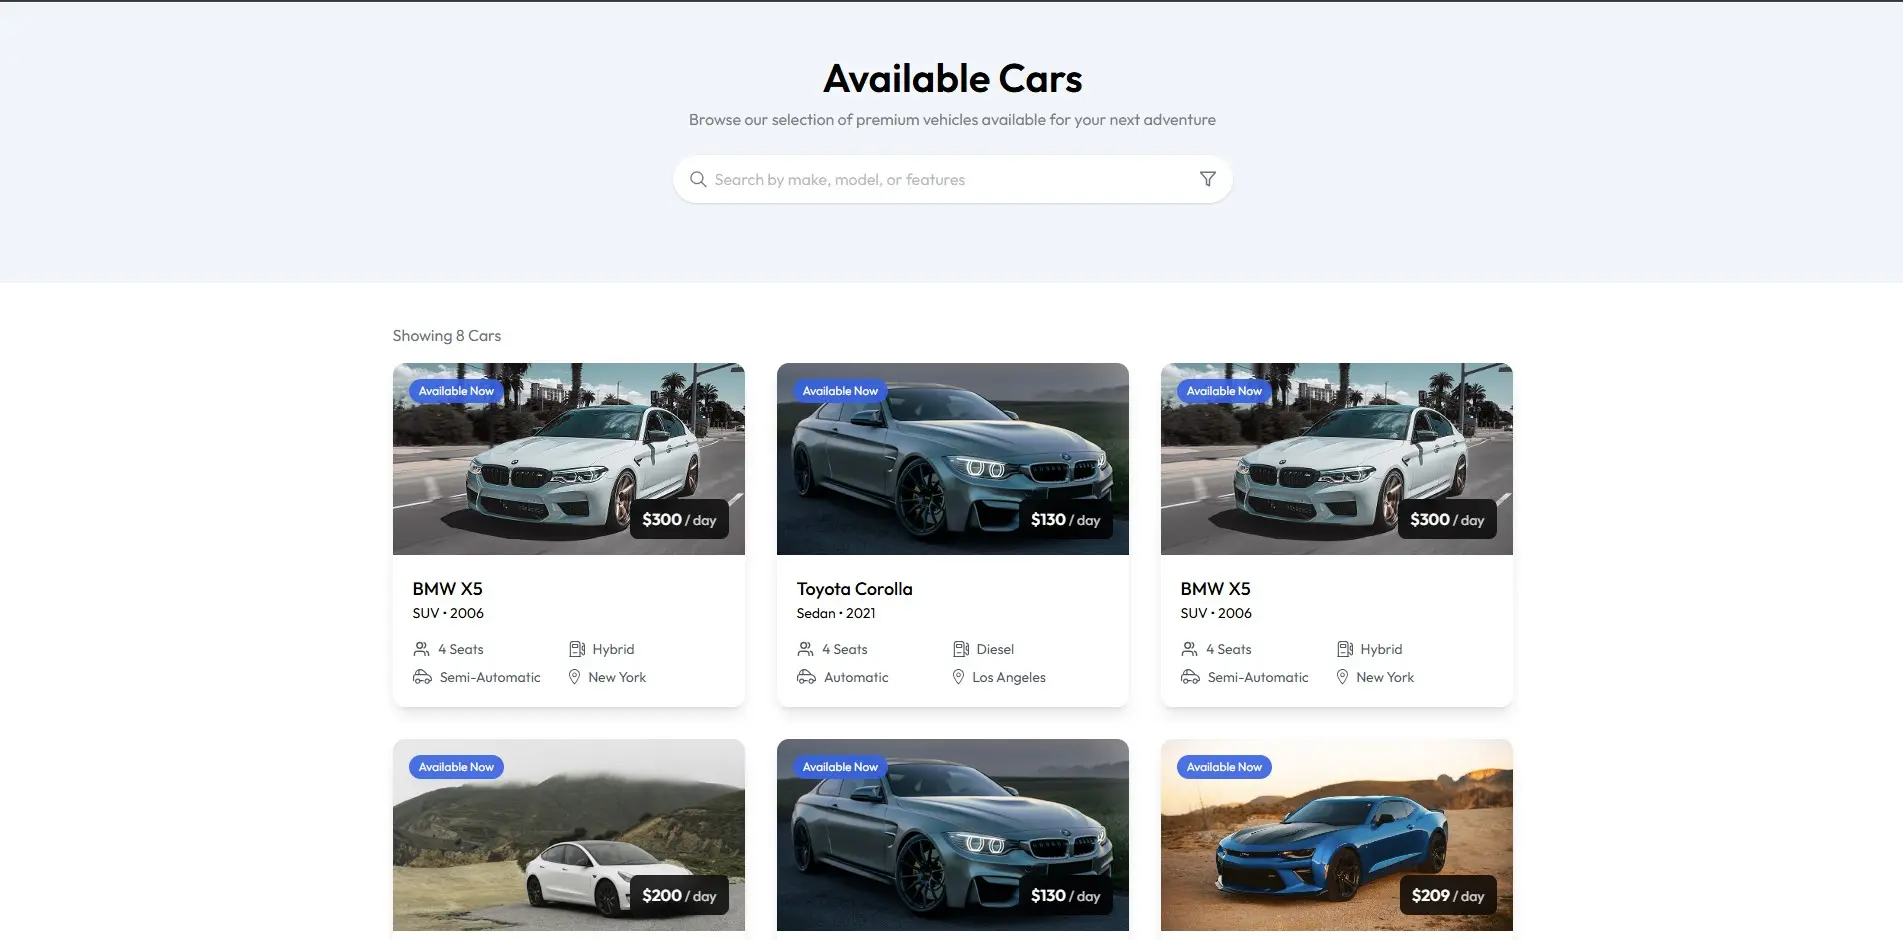 Available Cars
Browse our selection of premium vehicles available for your next adventure
Search by make, model, or features
Showing 8 Cars
Available Now
$300 / day
BMW X5
SUV • 2006
4 Seats
Hybrid
Semi-Automatic
New York
Available Now
$130 / day
Toyota Corolla
Sedan • 2021
4 Seats
Diesel
Automatic
Los Angeles
Available Now
$300 / day
BMW X5
SUV • 2006
4 Seats
Hybrid
Semi-Automatic
New York
Available Now
$200 / day
Available Now
$130 / day
Available Now
$209 / day